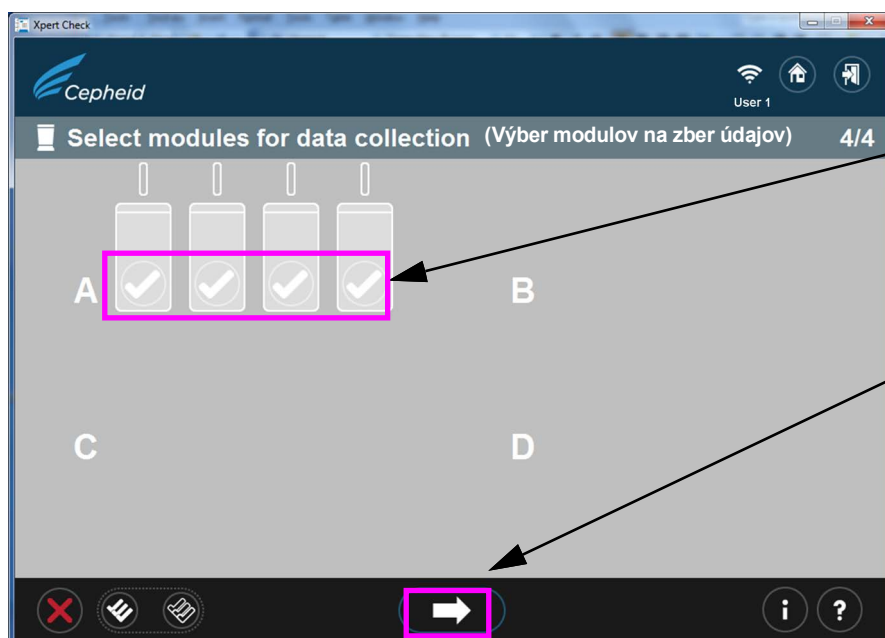 Xpert Check
Cepheid
User 1
Select modules for data collection (Výber modulov na zber údajov) 4/4
A
B
C
D
i ?